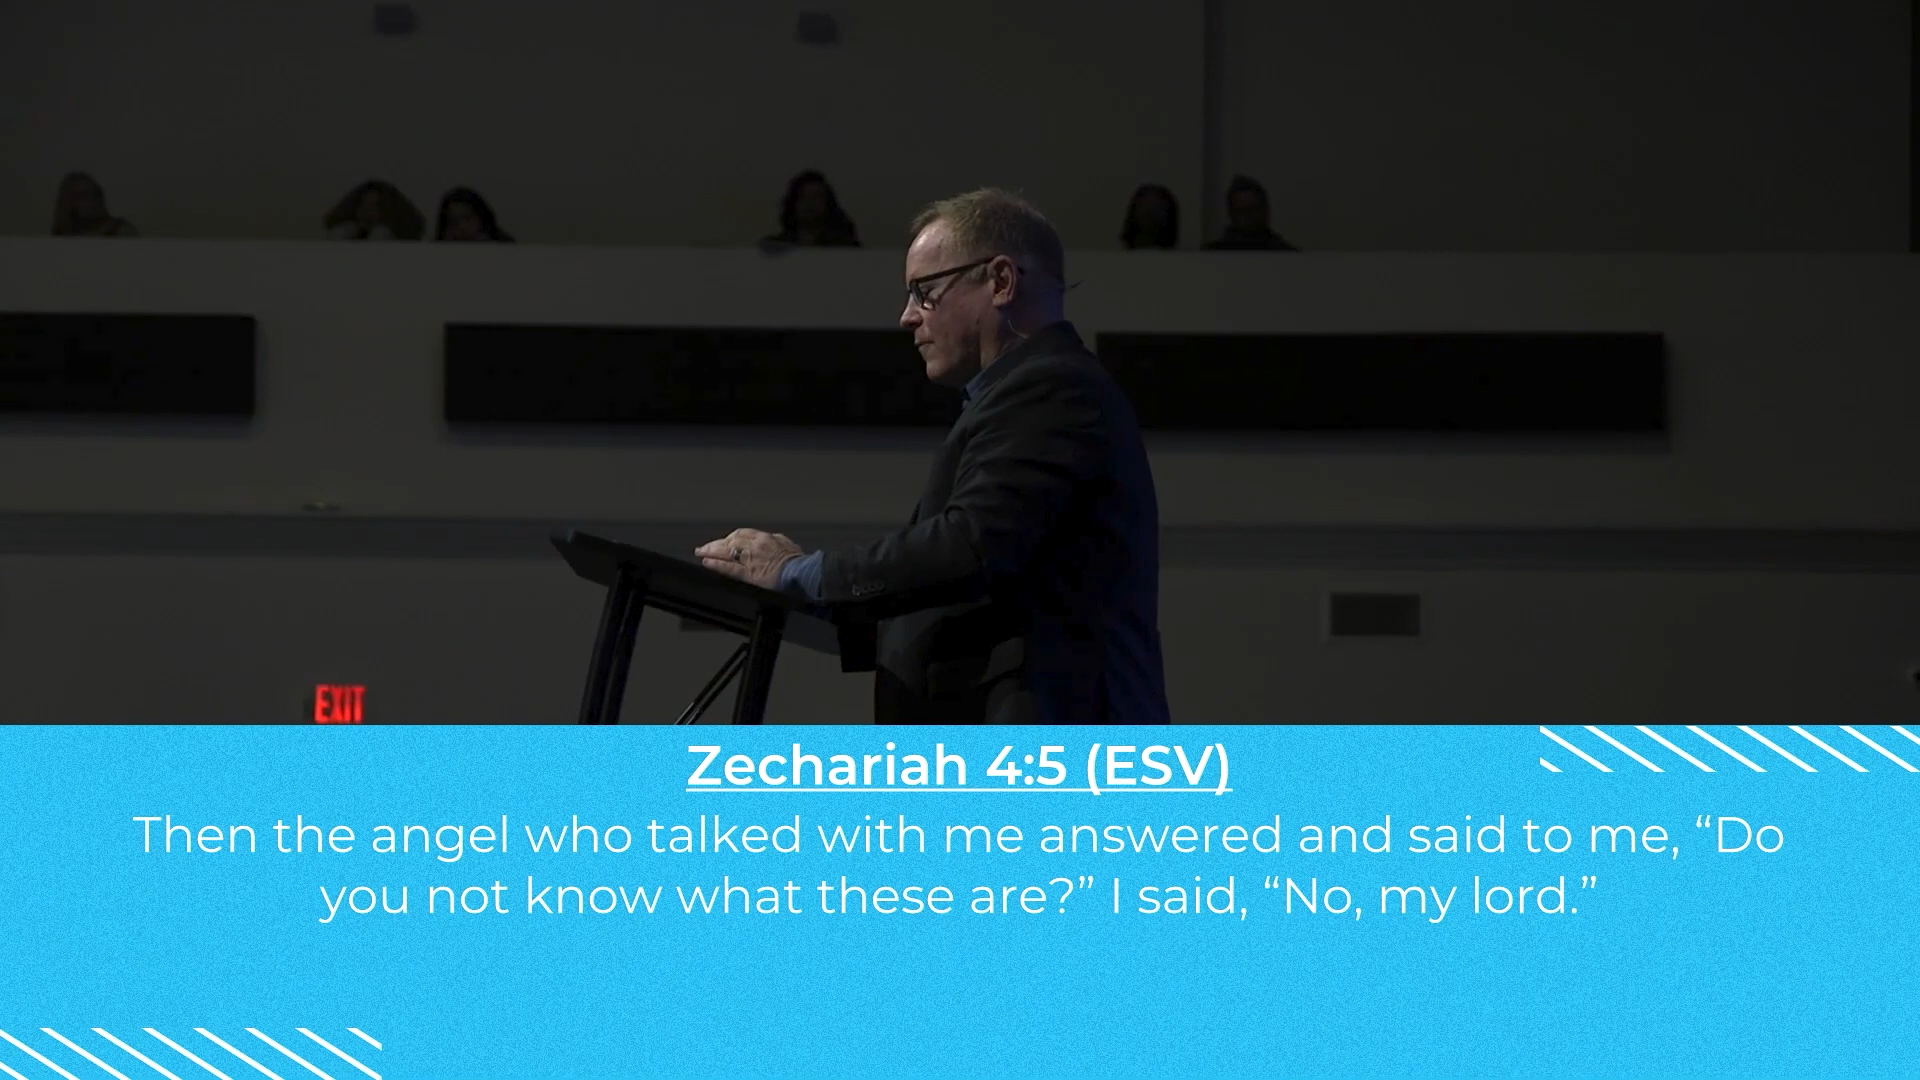 EXIT
Zechariah 4:5 (ESV)
Then the angel who talked with me answered and said to me, “Do
you not know what these are?” I said, “No, my lord.”